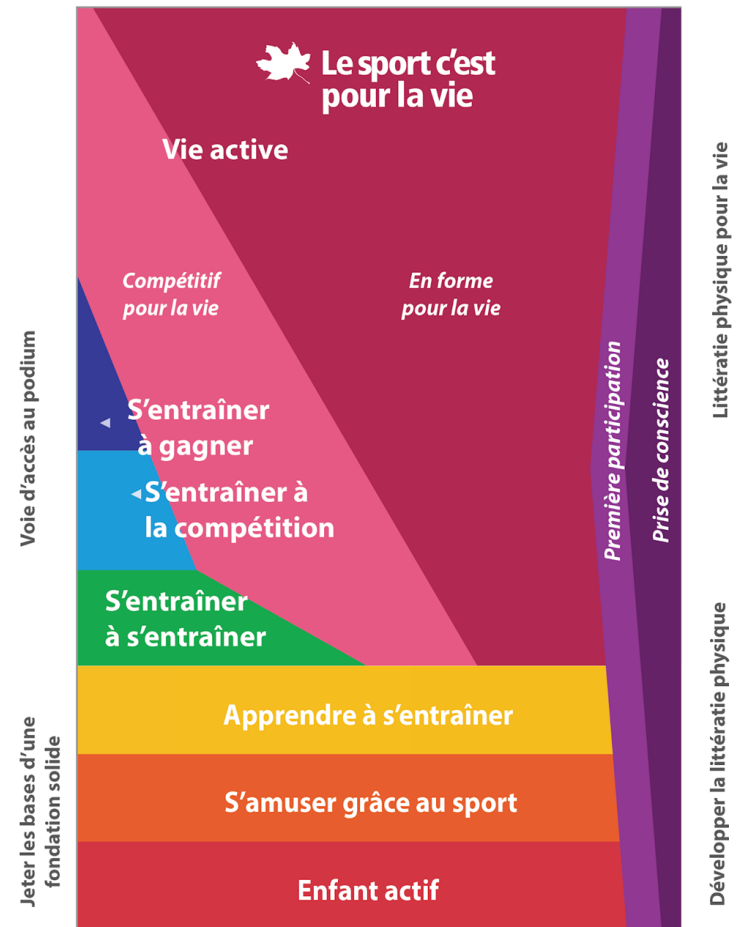 Le sport c'est
pour la vie
Vie active
Compétitif
pour la vie
En forme
pour la vie
S'entraîner
à gagner
S'entraîner à
la compétition
S'entraîner
à s'entraîner
Apprendre à s'entraîner
S'amuser grâce au sport
Enfant actif
Voie d'accès au podium
Jeter les bases d'une
fondation solide
Première participation
Prise de conscience
Littératie physique pour la vie
Développer la littératie physique